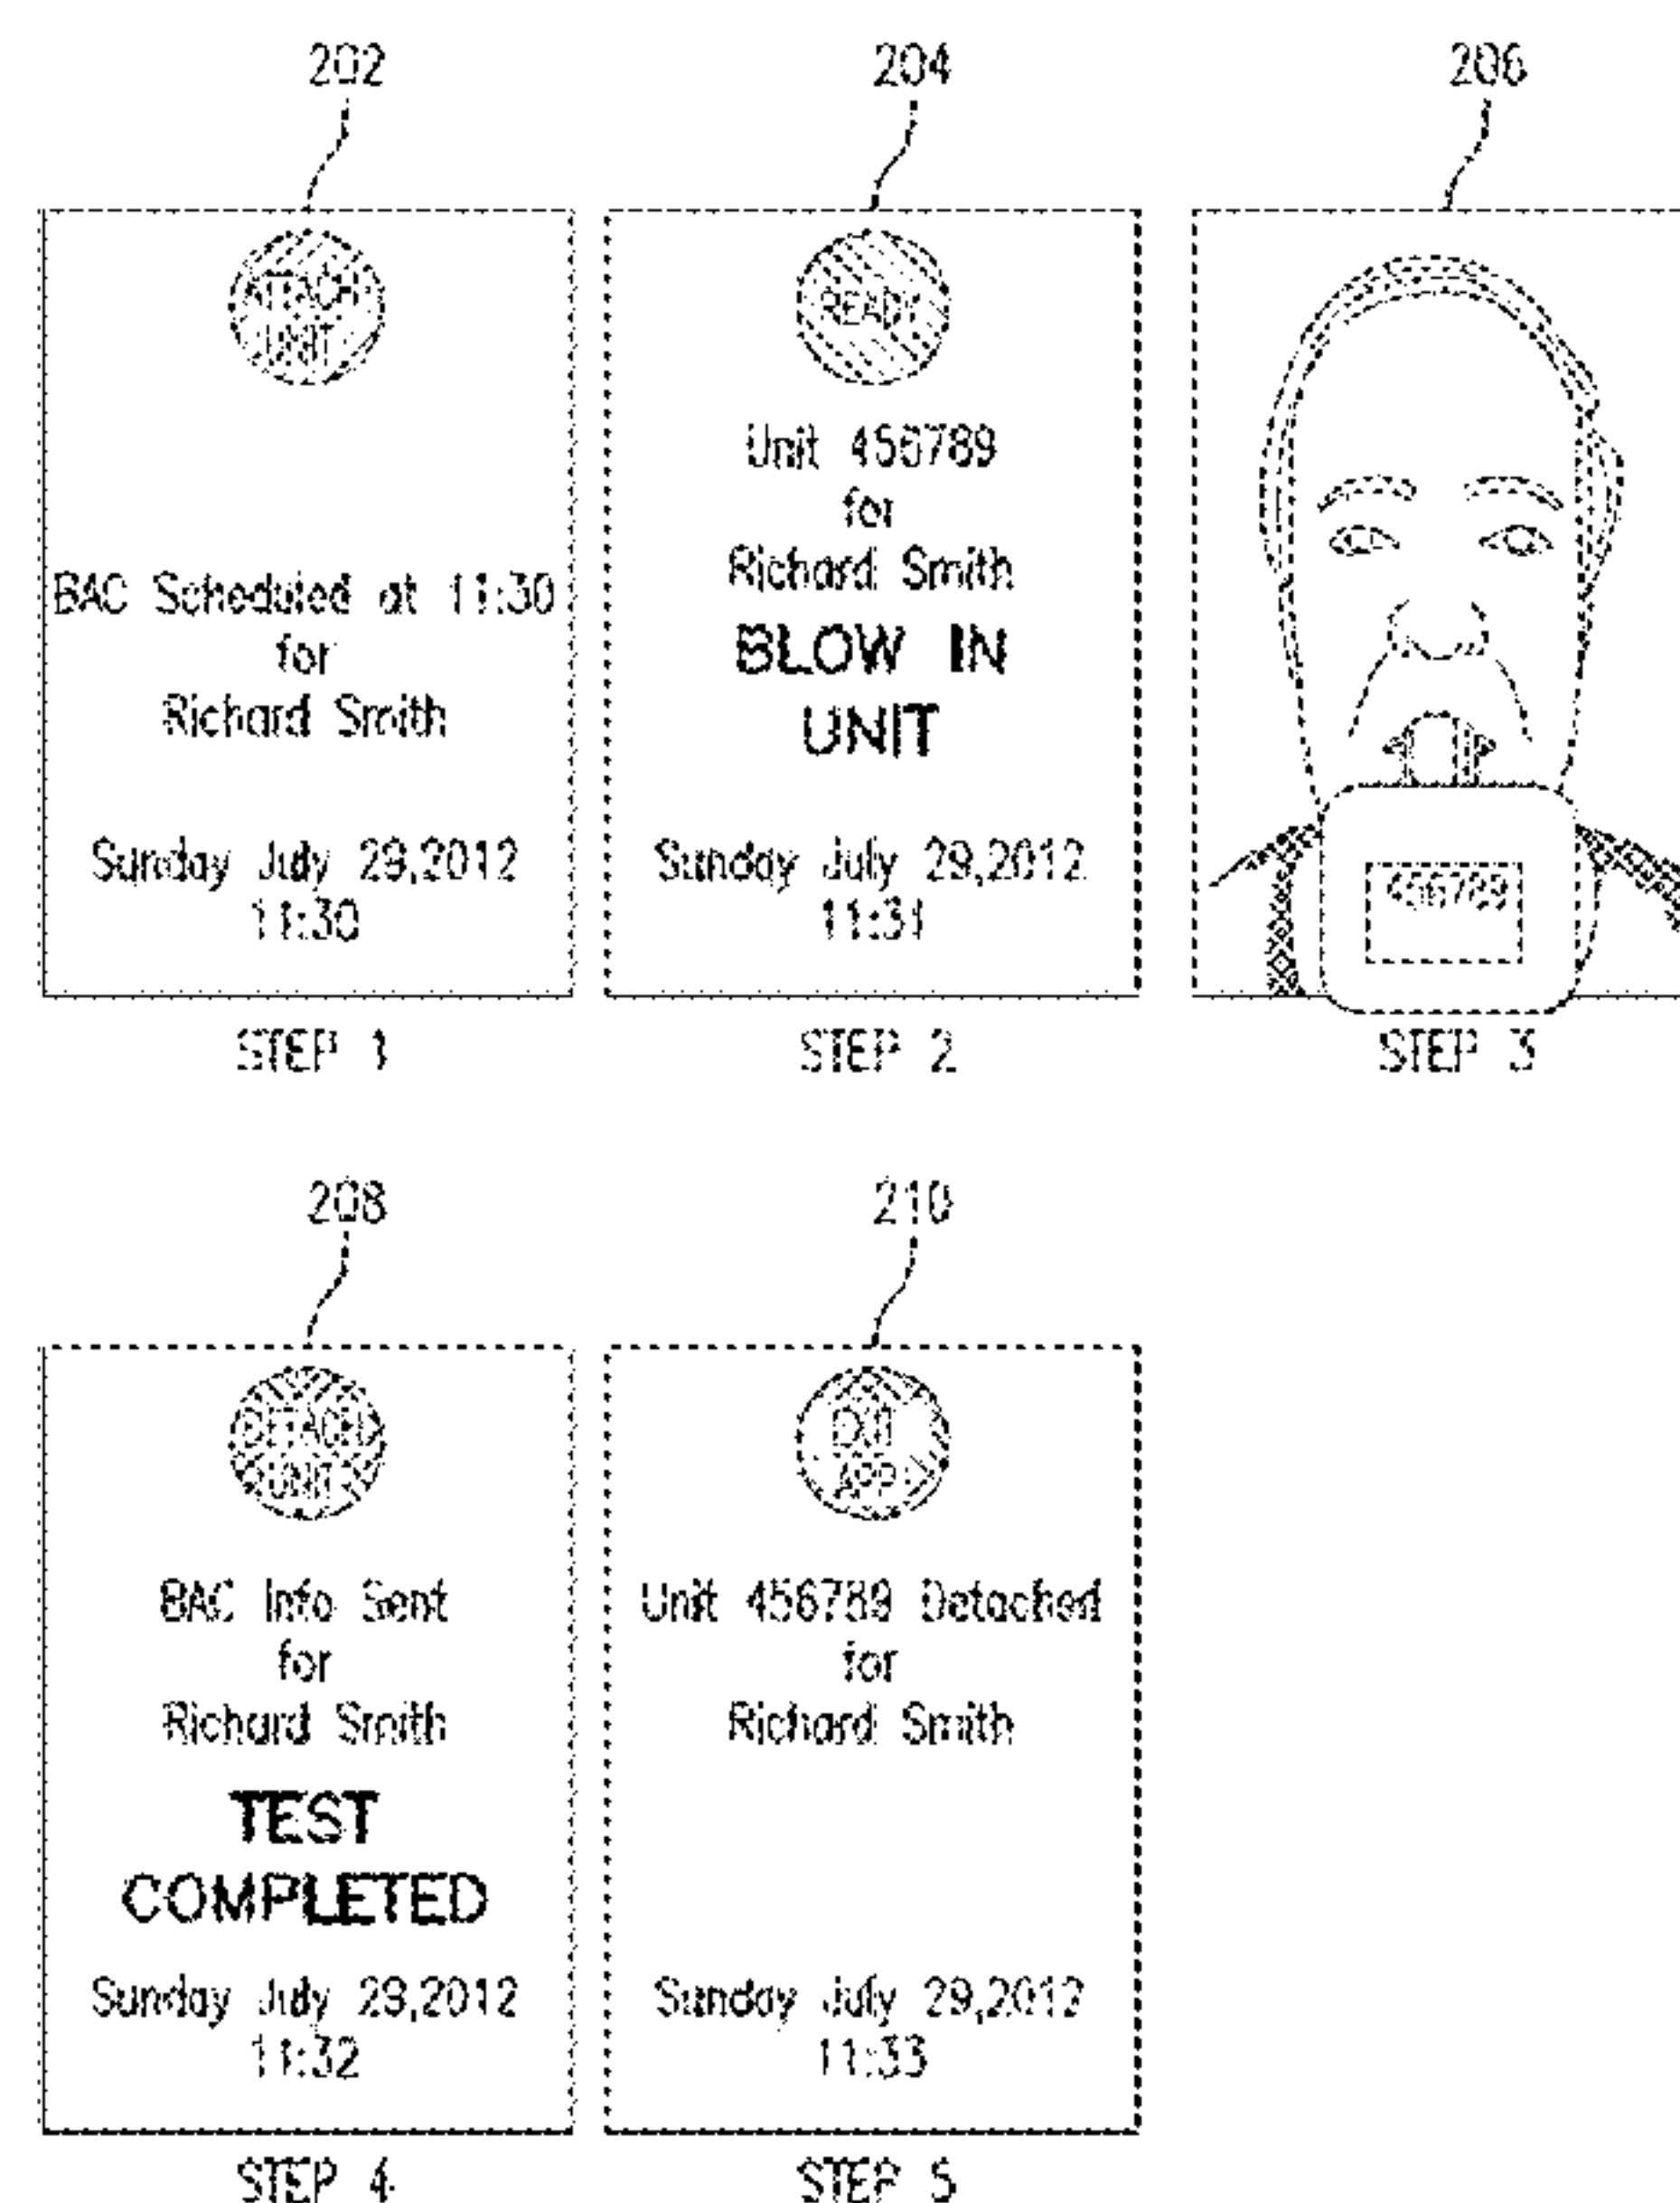 202
204
206
ATTACH
UNIT
BAC Scheduled at 11:30
for
Richard Smith
Sunday July 29,2012
11:30
STEP 1
READY
Unit 456789
for
Richard Smith
BLOW IN
UNIT
Sunday July 29,2012
11:31
STEP 2
456789
STEP 3
208
210
DETACH
UNIT
BAC Info Sent
for
Richard Smith
TEST
COMPLETED
Sunday July 29,2012
11:32
STEP 4
APP
Unit 456789 Detached
for
Richard Smith
Sunday July 29,2012
11:33
STEP 5